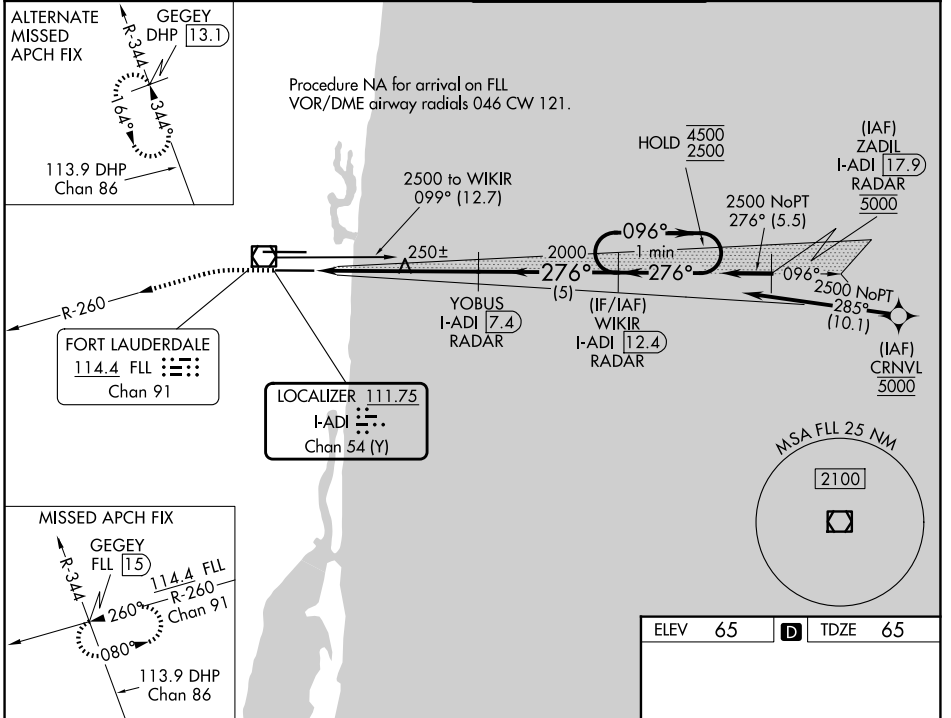 ALTERNATE
MISSED
APCH FIX
GEGEY
DHP 13.1
R-344
344°
164°
113.9 DHP
Chan 86
Procedure NA for arrival on FLL
VOR/DME airway radials 046 CW 121.
HOLD 4500
2500
(IAF)
ZADIL
I-ADI 17.9
RADAR
5000
2500 to WIKIR
099° (12.7)
2500 NoPT
276° (5.5)
096°
1 min
250±
2000
276°
(5)
276°
096°
2500 NoPT
285°
(10.1)
R-260
YOBUS
I-ADI 7.4
RADAR
(IF/IAF)
WIKIR
I-ADI 12.4
RADAR
(IAF)
CRNVL
5000
FORT LAUDERDALE
114.4 FLL
Chan 91
LOCALIZER 111.75
I-ADI
Chan 54 (Y)
MSA FLL 25 NM
2100
MISSED APCH FIX
GEGEY
FLL 15
R-344
114.4 FLL
R-260
Chan 91
260°
080°
113.9 DHP
Chan 86
ELEV 65 D TDZE 65